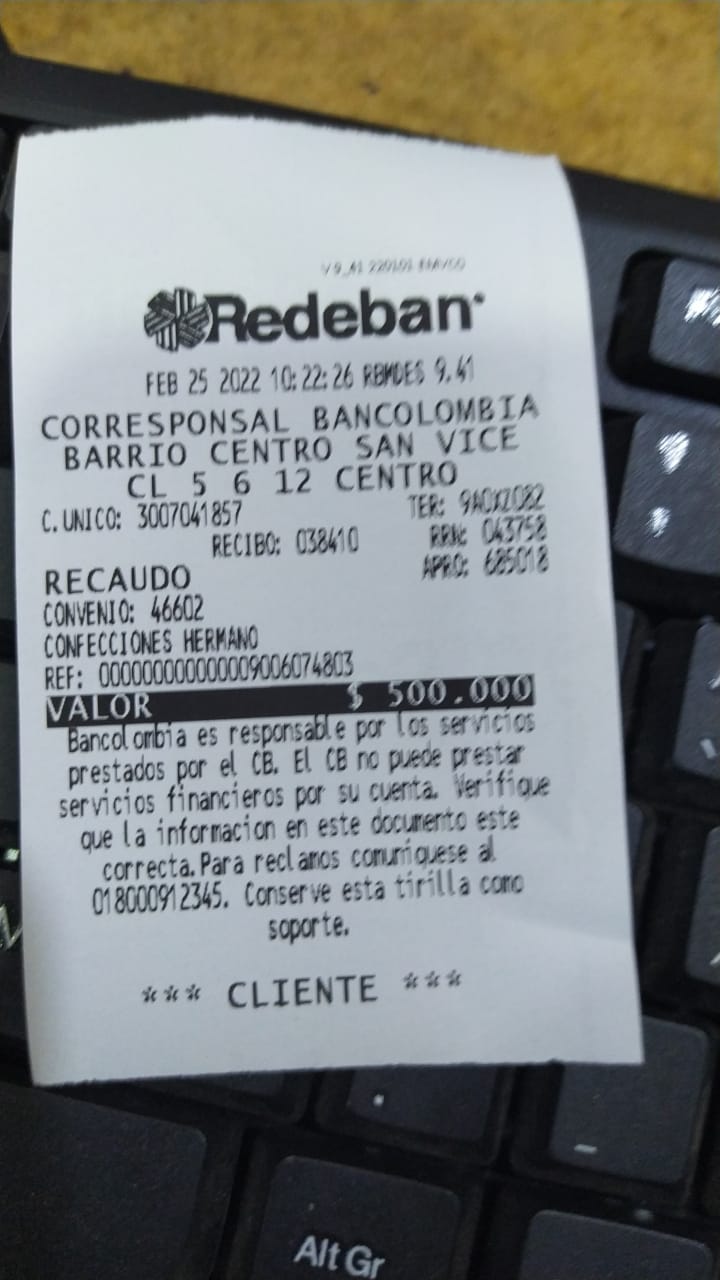 Redeban
FEB 25 2022 10:22:26 RBMDES 9.41
CORRESPONSAL BANCOLOMBIA
BARRIO CENTRO SAN VICE
CL 5 6 12 CENTRO
C. UNICO: 3007041857 TER: 9A0XZ082
RECIBO: 038410 RRN: 043758
RECAUDO APRO: 685018
CONVENIO: 46602
CONFECCIONES HERMANO
REF: 000000000000009006074803
VALOR $ 500.000
Bancolombia es responsable por los servicios
prestados por el CB. El CB no puede prestar
servicios financieros por su cuenta. Verifique
que la informacion en este documento este
correcta.Para reclamos comuniquese al
018000912345. Conserve esta tirilla como
soporte.
*** CLIENTE ***
Alt Gr